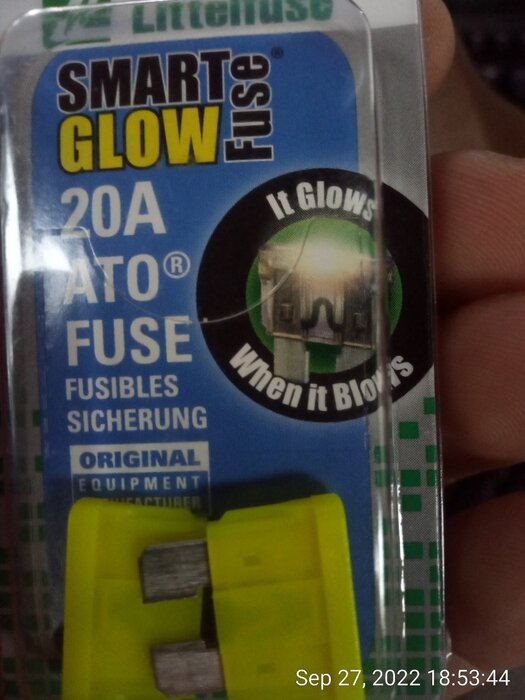 Littelfuse
SMART
GLOW
Fuse®
20A
ATO®
FUSE
FUSIBLES
SICHERUNG
ORIGINAL
EQUIPMENT
MANUFACTURER
It Glows
When it Blows
Sep 27, 2022 18:53:44